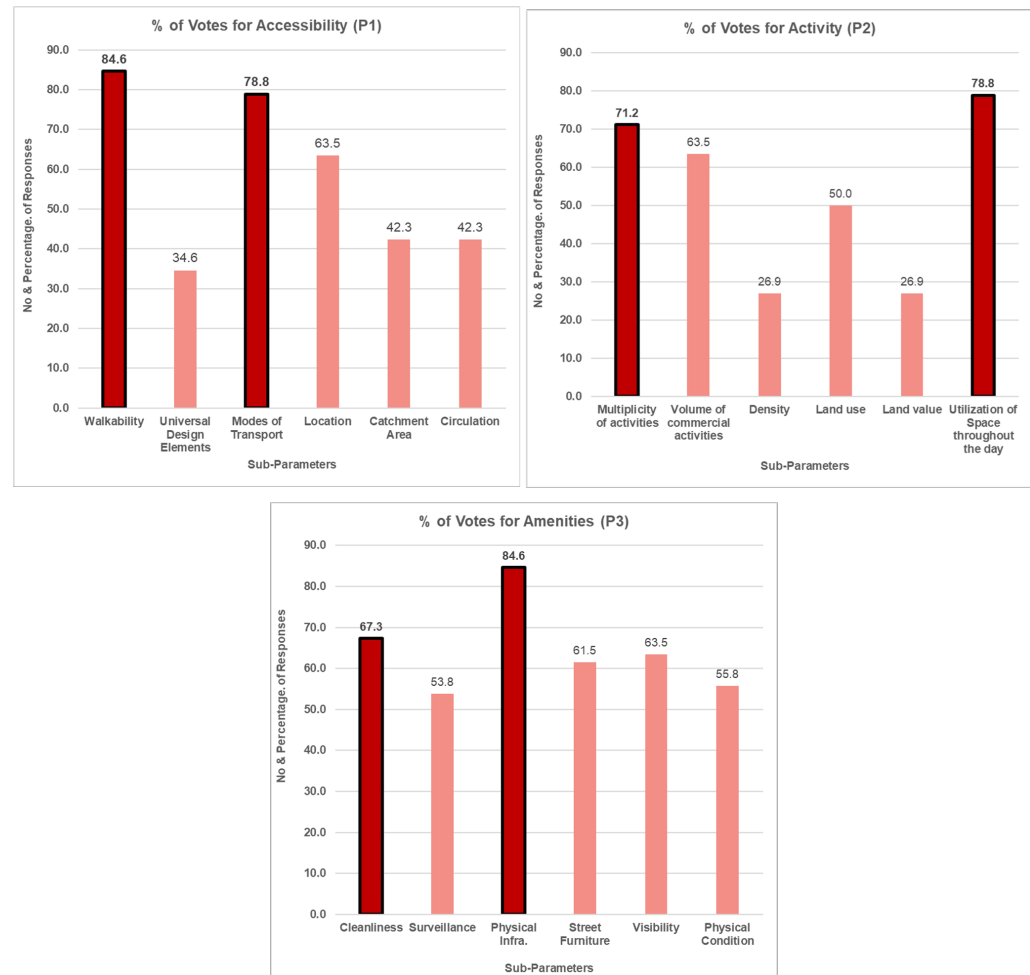 % of Votes for Accessibility (P1)
No & Percentage. of Responses
90.0
80.0
70.0
60.0
50.0
40.0
30.0
20.0
10.0
0.0
84.6
34.6
78.8
63.5
42.3
42.3
Walkability
Universal
Design
Elements
Modes of
Transport
Location
Catchment
Area
Circulation
Sub-Parameters
% of Votes for Activity (P2)
No & Percentage. of Responses
90.0
80.0
70.0
60.0
50.0
40.0
30.0
20.0
10.0
0.0
71.2
63.5
26.9
50.0
26.9
78.8
Multiplicity
of activities
Volume of
commercial
activities
Density
Land use
Land value
Utilization of
Space
throughout
the day
Sub-Parameters
% of Votes for Amenities (P3)
No & Percentage. of Responses
90.0
80.0
70.0
60.0
50.0
40.0
30.0
20.0
10.0
0.0
67.3
53.8
84.6
61.5
63.5
55.8
Cleanliness
Surveillance
Physical
Infra.
Street
Furniture
Visibility
Physical
Condition
Sub-Parameters